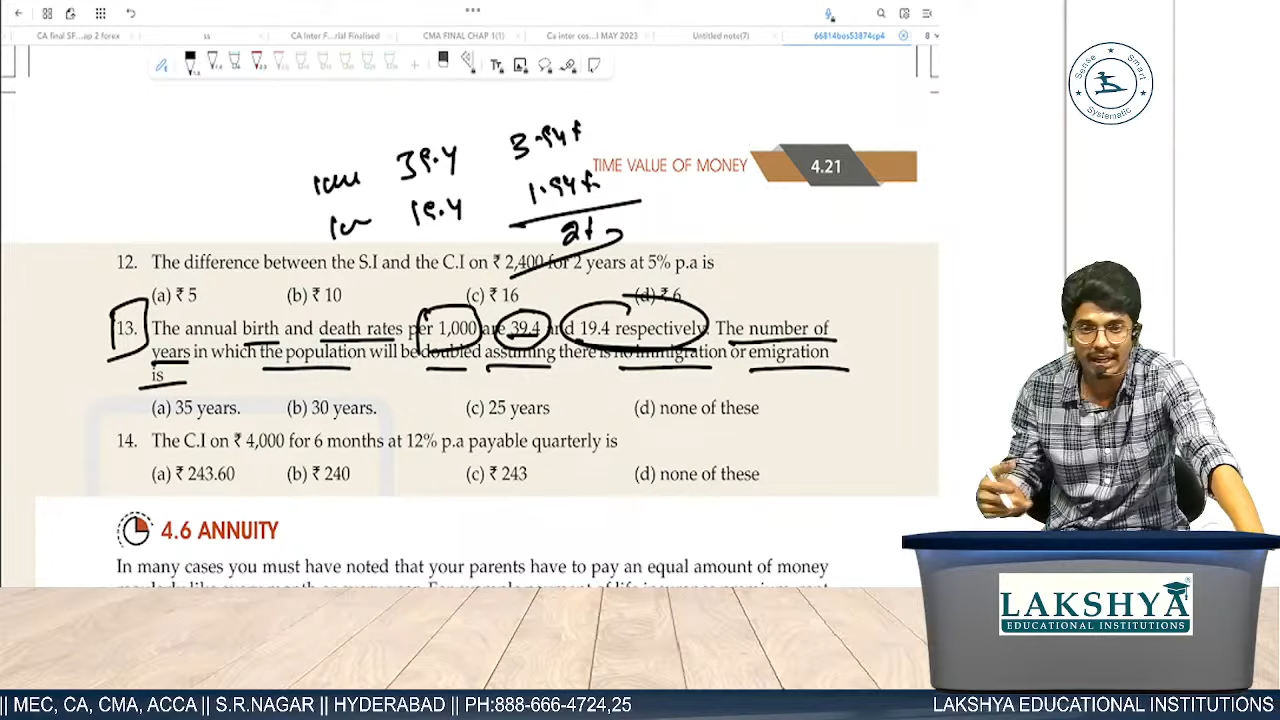 CA final SF...ap 2 forex
ss
CA Inter F...rial Finalised
CMA FINAL CHAP 1(1)
Ca inter cos...l MAY 2023
Untitled note(7)
66814bos53874cp4
8
Sense Smart Systematic
39.4 3.94%
19.4 1.94%
2%
TIME VALUE OF MONEY 4.21
12. The difference between the S.I and the C.I on ₹ 2,400 for 2 years at 5% p.a is
(a) ₹ 5 (b) ₹ 10 (c) ₹ 16 (d) ₹ 6
13. The annual birth and death rates per 1,000 are 39.4 and 19.4 respectively. The number of
years in which the population will be doubled assuming there is no immigration or emigration
is
(a) 35 years. (b) 30 years. (c) 25 years (d) none of these
14. The C.I on ₹ 4,000 for 6 months at 12% p.a payable quarterly is
(a) ₹ 243.60 (b) ₹ 240 (c) ₹ 243 (d) none of these
4.6 ANNUITY
In many cases you must have noted that your parents have to pay an equal amount of money
LAKSHYA
EDUCATIONAL INSTITUTIONS
|| MEC, CA, CMA, ACCA || S.R.NAGAR || HYDERABAD || PH:888-666-4724,25
LAKSHYA EDUCATIONAL INSTITUTIONS